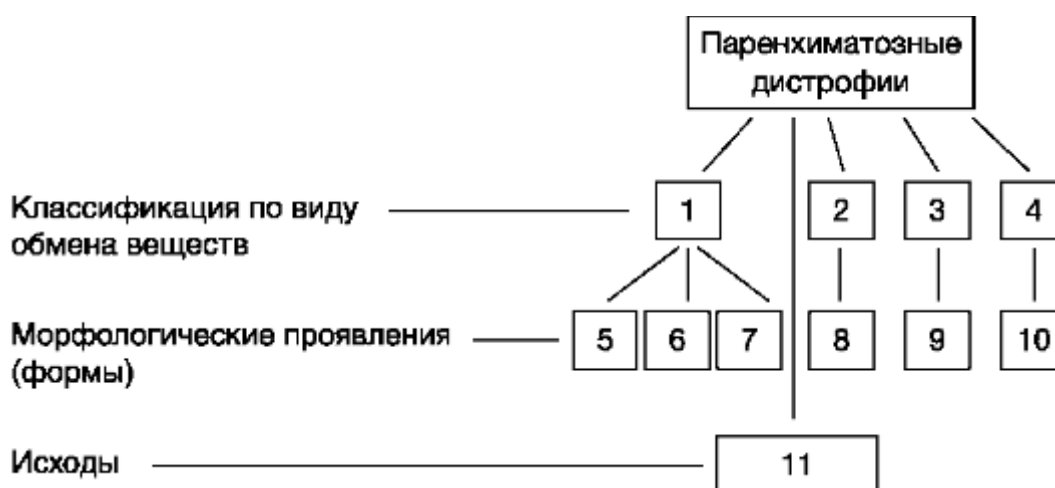 Паренхиматозные
дистрофии
Классификация по виду
обмена веществ
1
2
3
4
Морфологические проявления
(формы)
5
6
7
8
9
10
Исходы
11